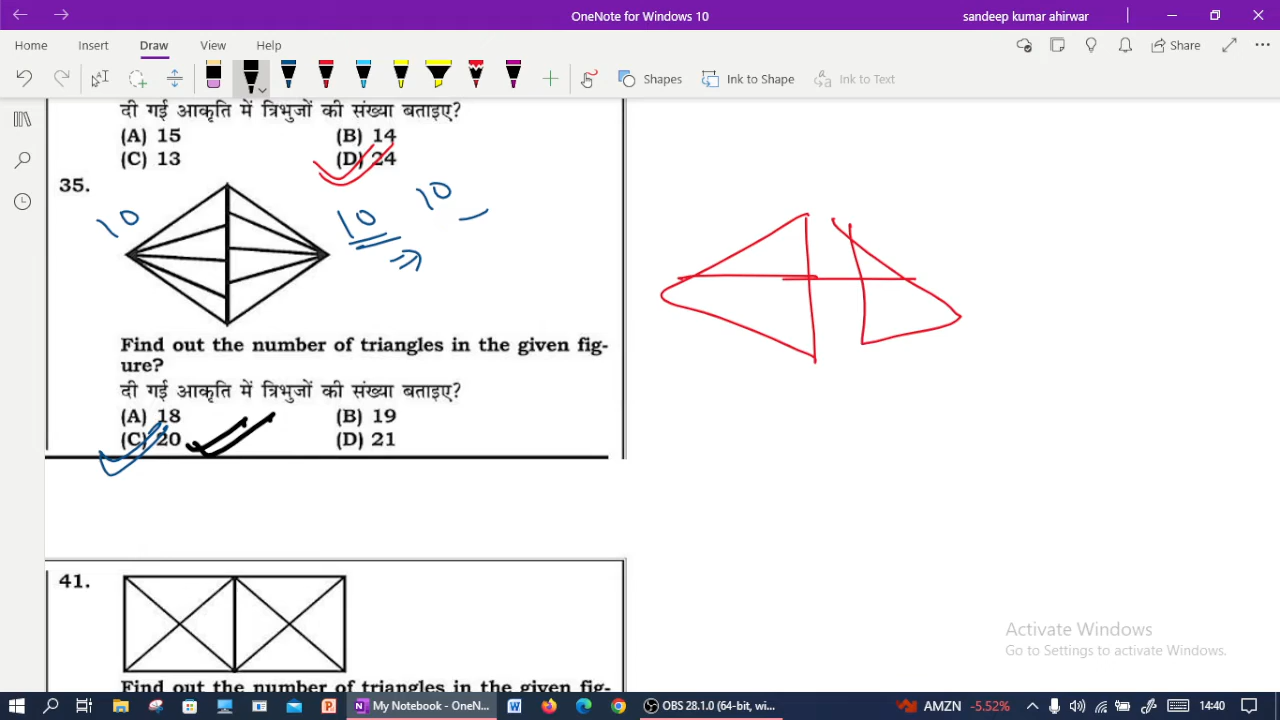 OneNote for Windows 10
sandeep kumar ahirwar
Home Insert Draw View Help
Share
Shapes
Ink to Shape
Ink to Text
दी गई आकृति में त्रिभुजों की संख्या बताइए?
(A) 15 (B) 14
(C) 13 (D) 24
35.
10
10
10
Find out the number of triangles in the given fig-
ure?
दी गई आकृति में त्रिभुजों की संख्या बताइए?
(A) 18 (B) 19
(C) 20 (D) 21
41.
Find out the number of triangles in the given fig-
Activate Windows
Go to Settings to activate Windows.
My Notebook - OneN...
OBS 28.1.0 (64-bit, wi...
AMZN -5.52%
14:40